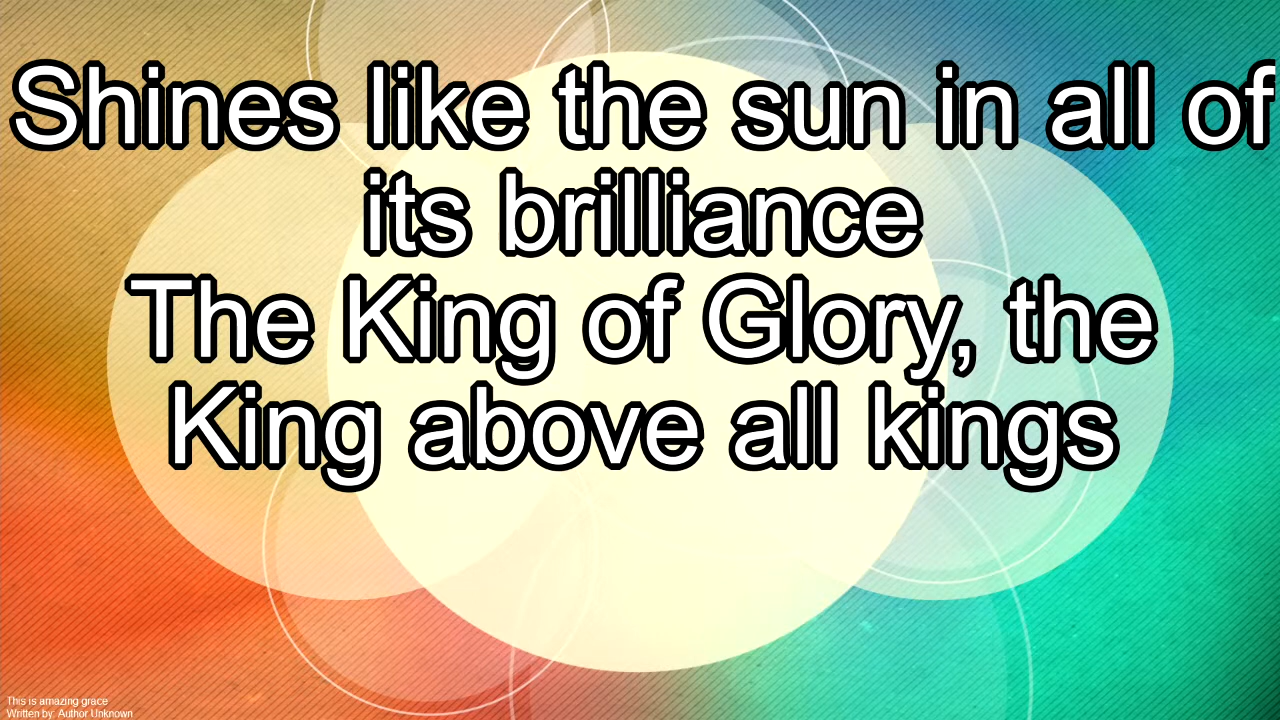 Shines like the sun in all of
its brilliance
The King of Glory, the
King above all kings
This is amazing grace
Written by: Author Unknown